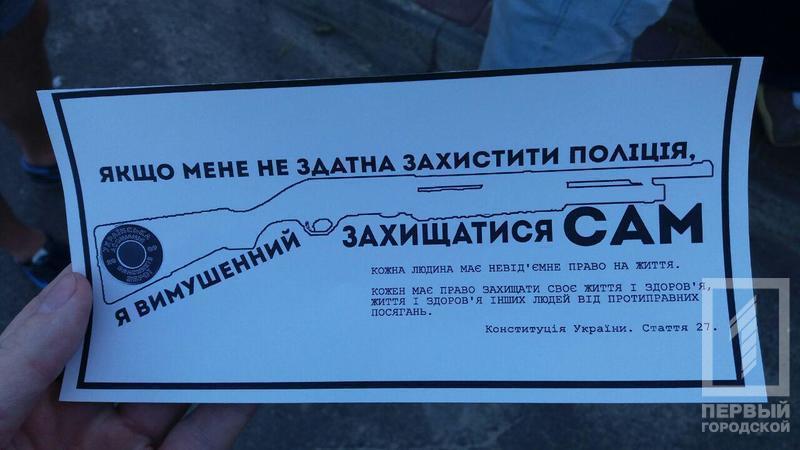 ЯКЩО МЕНЕ НЕ ЗДАТНА ЗАХИСТИТИ ПОЛІЦІЯ,
Я ВИМУШЕННИЙ ЗАХИЩАТИСЯ САМ
УКРАЇНСЬКА
КОЖНА ЛЮДИНА МАЄ НЕВІД'ЄМНЕ ПРАВО НА ЖИТТЯ.
КОЖЕН МАЄ ПРАВО ЗАХИЩАТИ СВОЄ ЖИТТЯ І ЗДОРОВ'Я,
ЖИТТЯ І ЗДОРОВ'Я ІНШИХ ЛЮДЕЙ ВІД ПРОТИПРАВНИХ
ПОСЯГАНЬ.
Конституція України. Стаття 27.
ПЕРВЫЙ
ГОРОДСКОЙ